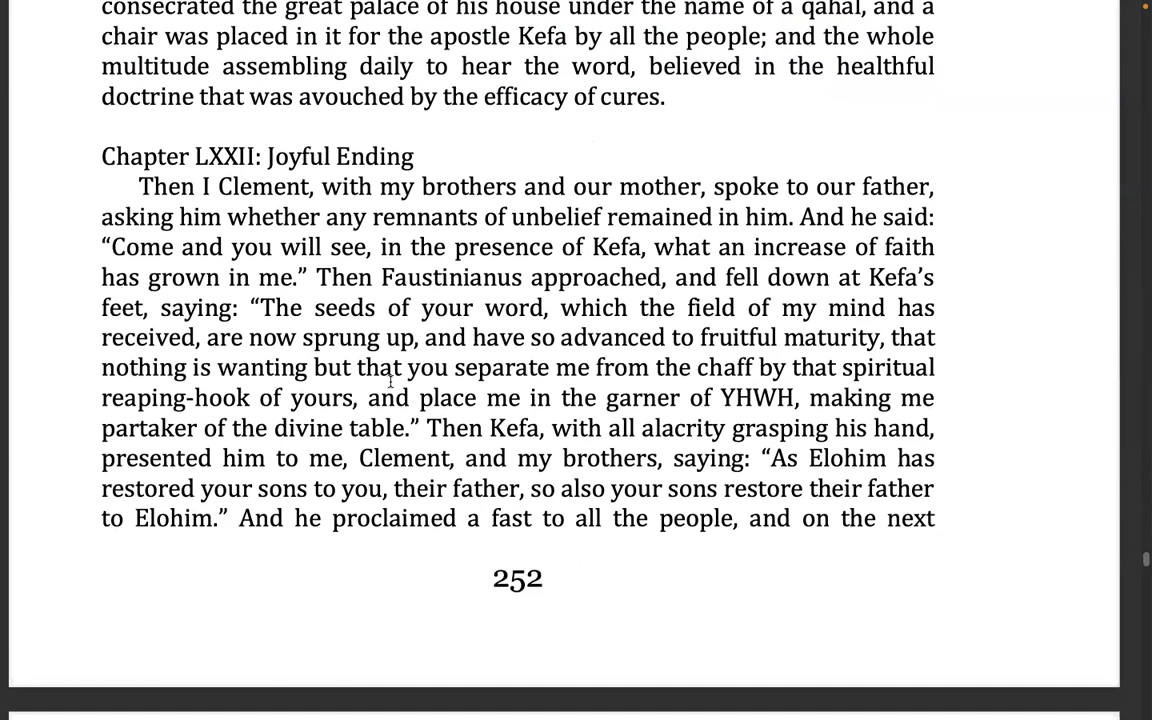 consecrated the great palace of his house under the name of a qahal, and a
chair was placed in it for the apostle Kefa by all the people; and the whole
multitude assembling daily to hear the word, believed in the healthful
doctrine that was avouched by the efficacy of cures.
Chapter LXXII: Joyful Ending
Then I Clement, with my brothers and our mother, spoke to our father,
asking him whether any remnants of unbelief remained in him. And he said:
“Come and you will see, in the presence of Kefa, what an increase of faith
has grown in me.” Then Faustinianus approached, and fell down at Kefa’s
feet, saying: “The seeds of your word, which the field of my mind has
received, are now sprung up, and have so advanced to fruitful maturity, that
nothing is wanting but that you separate me from the chaff by that spiritual
reaping-hook of yours, and place me in the garner of YHWH, making me
partaker of the divine table.” Then Kefa, with all alacrity grasping his hand,
presented him to me, Clement, and my brothers, saying: “As Elohim has
restored your sons to you, their father, so also your sons restore their father
to Elohim.” And he proclaimed a fast to all the people, and on the next
252